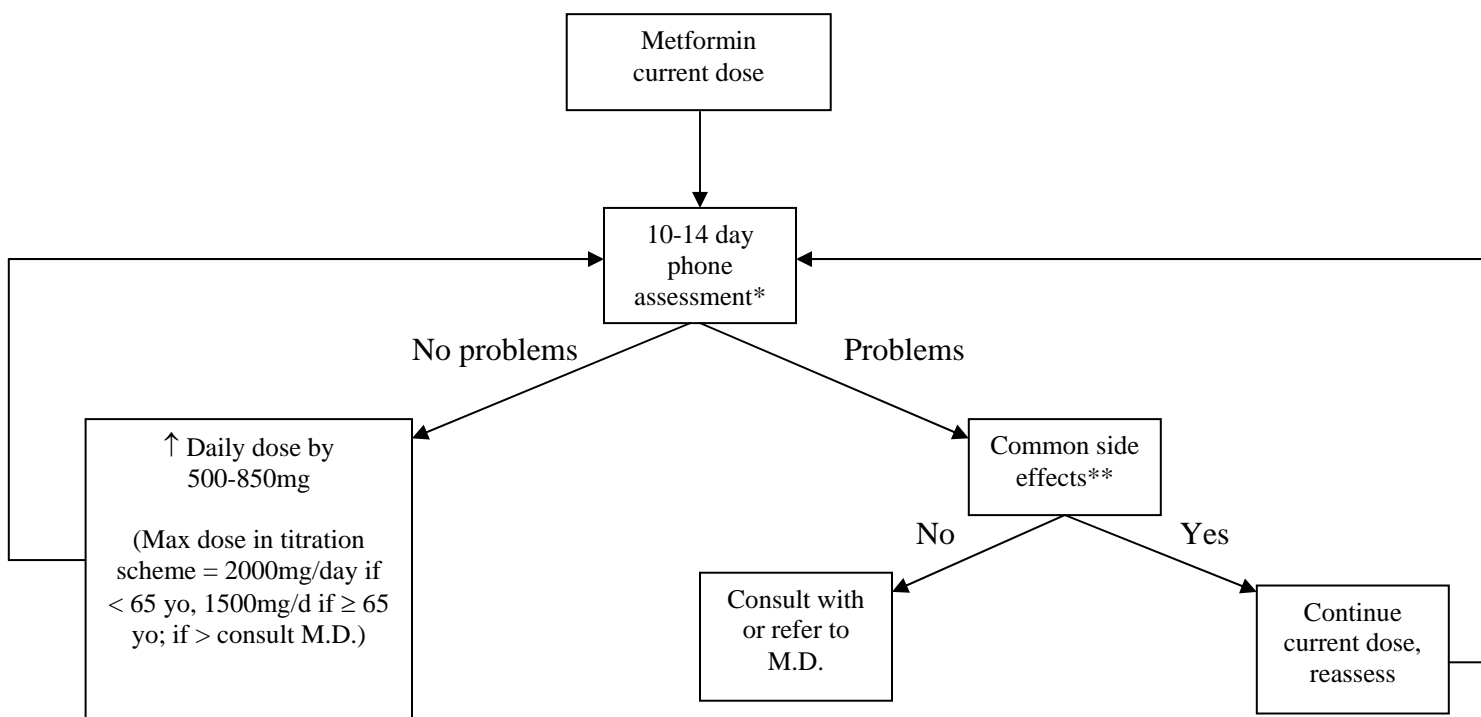 Metformin
current dose
10-14 day
phone
assessment*
No problems
Problems
↑ Daily dose by
500-850mg
(Max dose in titration
scheme = 2000mg/day if
< 65 yo, 1500mg/d if ≥ 65
yo; if > consult M.D.)
Common side
effects**
No
Yes
Consult with
or refer to
M.D.
Continue
current dose,
reassess